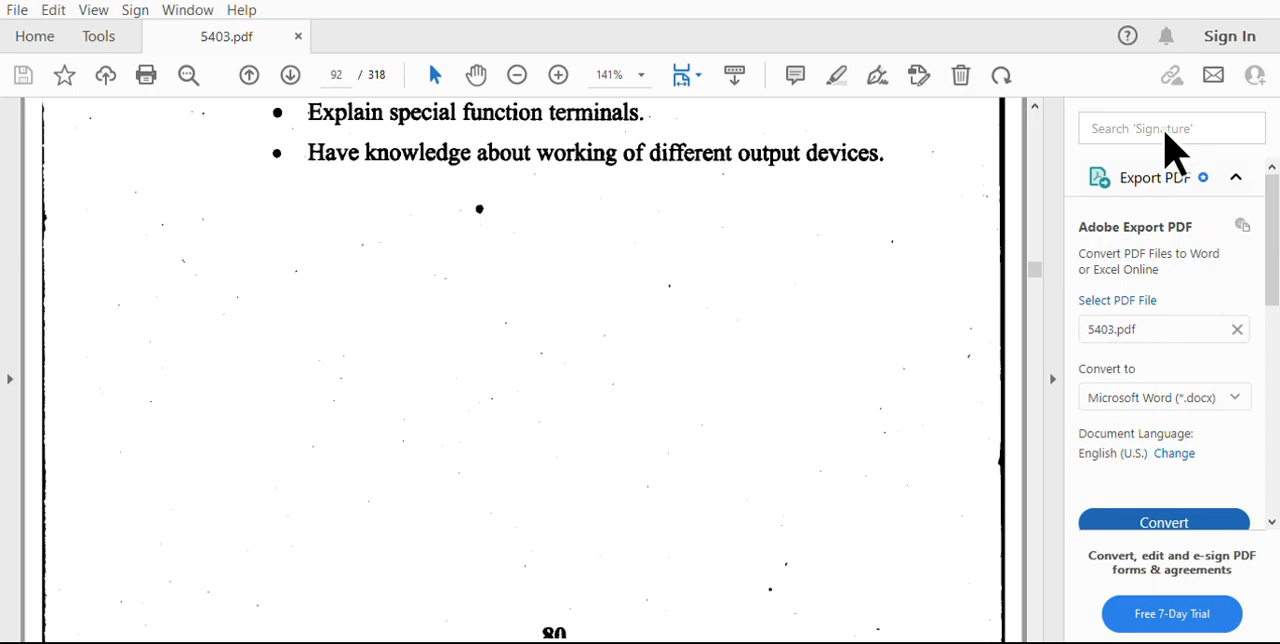 File Edit View Sign Window Help
Home Tools 5403.pdf Sign In
92 / 318 141%
• Explain special function terminals.
• Have knowledge about working of different output devices.
Search 'Signature'
Export PDF
Adobe Export PDF
Convert PDF Files to Word
or Excel Online
Select PDF File
5403.pdf
Convert to
Microsoft Word (*.docx)
Document Language:
English (U.S.) Change
Convert
Convert, edit and e-sign PDF
forms & agreements
Free 7-Day Trial